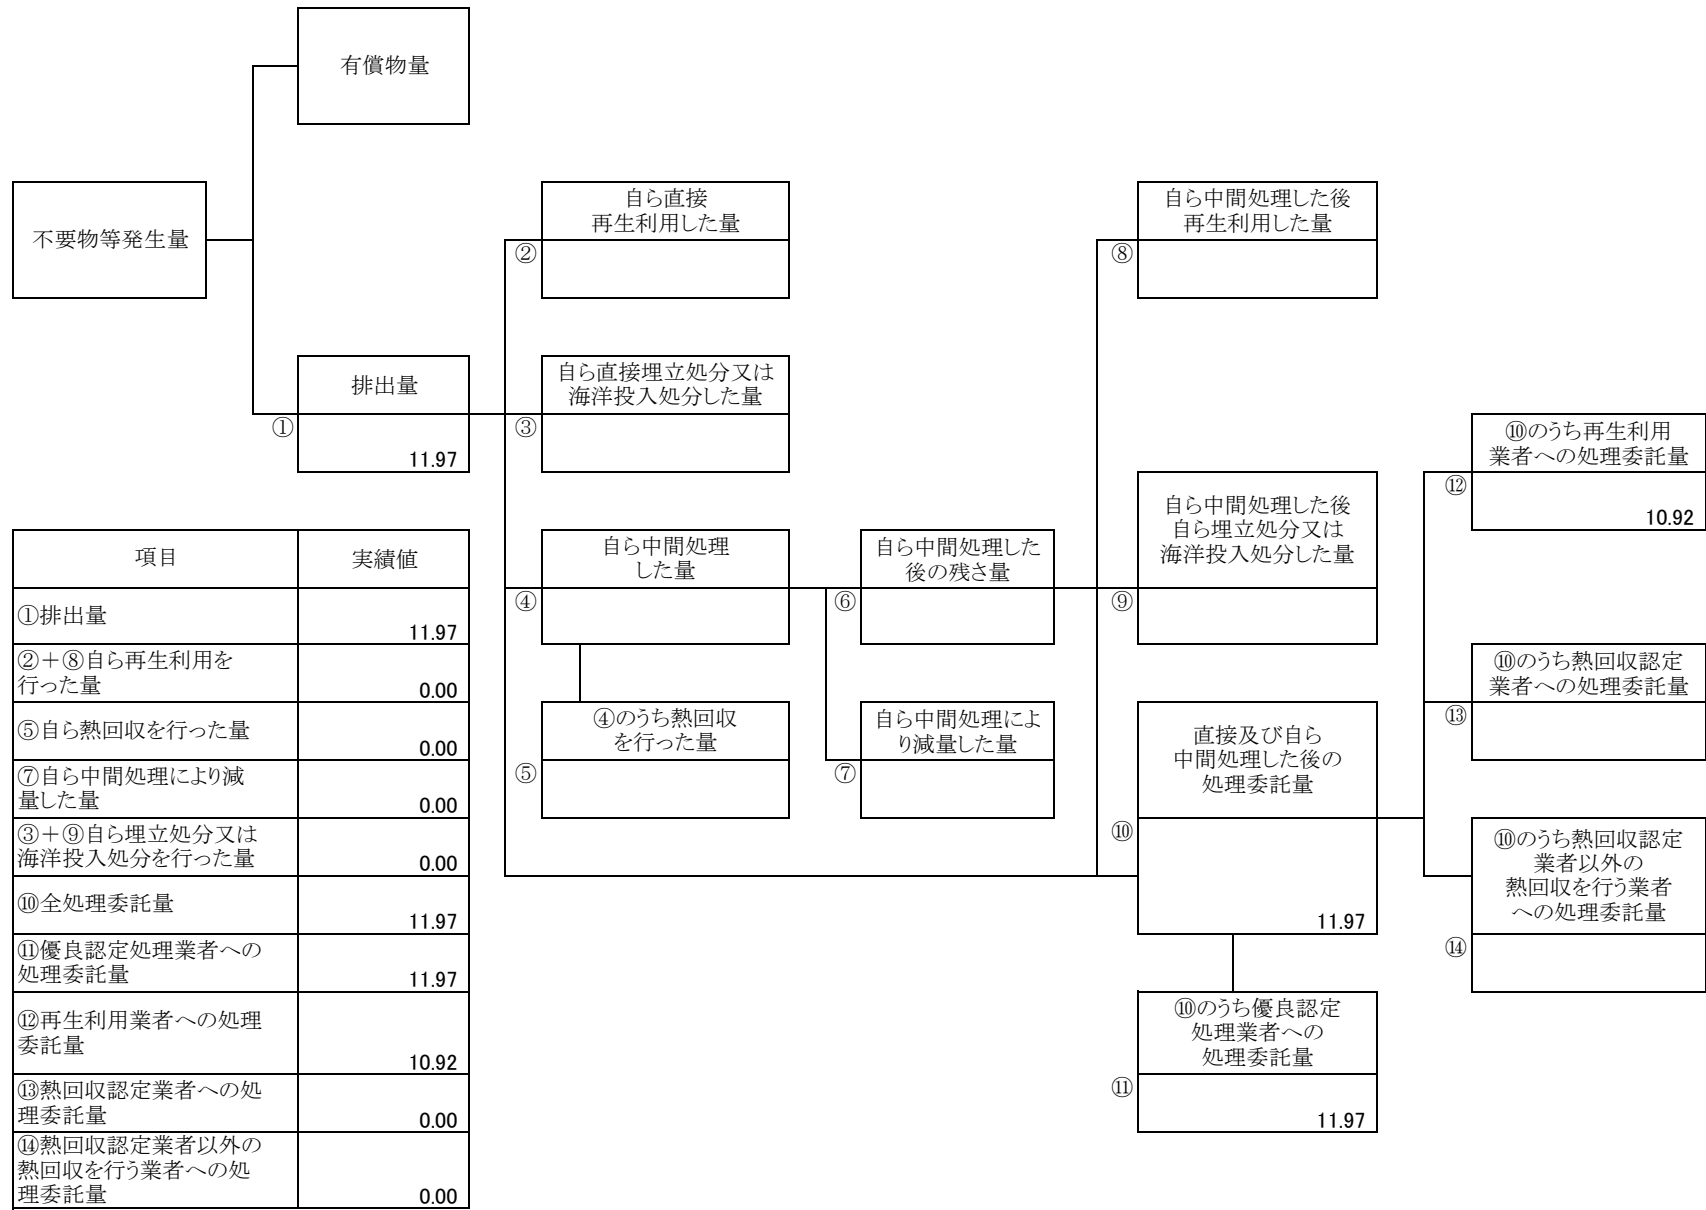 有償物量
不要物等発生量
自ら直接
再生利用した量
②
自ら中間処理した後
再生利用した量
⑧
排出量
①
11.97
自ら直接埋立処分又は
海洋投入処分した量
③
⑩のうち再生利用
業者への処理委託量
⑫
10.92
自ら中間処理した後
自ら埋立処分又は
海洋投入処分した量
⑨
自ら中間処理
した量
④
自ら中間処理した
後の残さ量
⑥
⑩のうち熱回収認定
業者への処理委託量
⑬
④のうち熱回収
を行った量
⑤
自ら中間処理によ
り減量した量
⑦
直接及び自ら
中間処理した後の
処理委託量
⑩
11.97
⑩のうち熱回収認定
業者以外の
熱回収を行う業者
への処理委託量
⑭
⑩のうち優良認定
処理業者への
処理委託量
⑪
11.97
項目 実績値
①排出量 11.97
②＋⑧自ら再生利用を
行った量 0.00
⑤自ら熱回収を行った量 0.00
⑦自ら中間処理により減
量した量 0.00
③＋⑨自ら埋立処分又は
海洋投入処分を行った量 0.00
⑩全処理委託量 11.97
⑪優良認定処理業者への
処理委託量 11.97
⑫再生利用業者への処理
委託量 10.92
⑬熱回収認定業者への処
理委託量 0.00
⑭熱回収認定業者以外の
熱回収を行う業者への処
理委託量 0.00